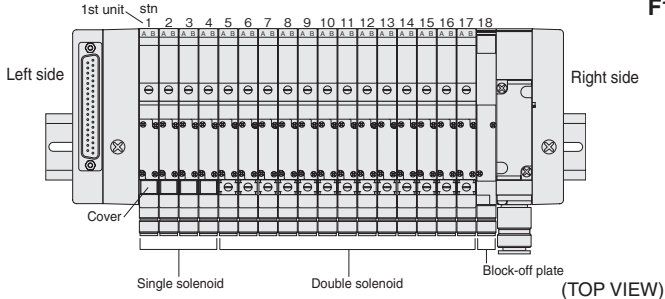 1st unit stn F1
1 2 3 4 5 6 7 8 9 10 11 12 13 14 15 16 17 18
A B A B A B A B A B A B A B A B A B A B A B A B A B A B A B A B A B
Left side Right side
Cover
Single solenoid Double solenoid Block-off plate
(TOP VIEW)